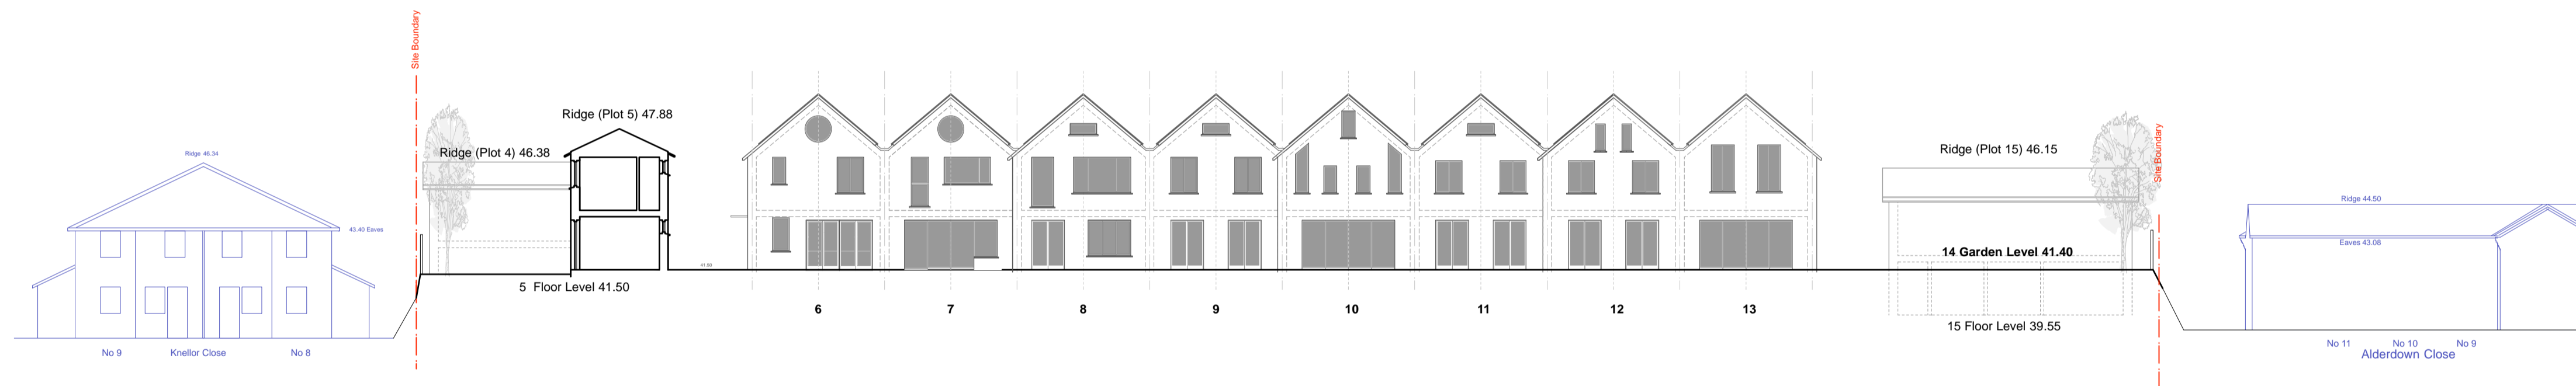 Site Boundary
Ridge (Plot 5) 47.88
Ridge (Plot 4) 46.38
Ridge 46.34
43.40 Eaves
41.50
5 Floor Level 41.50
No 9
Knellor Close
No 8
6
7
8
9
10
11
12
13
Ridge (Plot 15) 46.15
Site Boundary
14 Garden Level 41.40
15 Floor Level 39.55
Ridge 44.50
Eaves 43.08
No 11
No 10
No 9
Alderdown Close